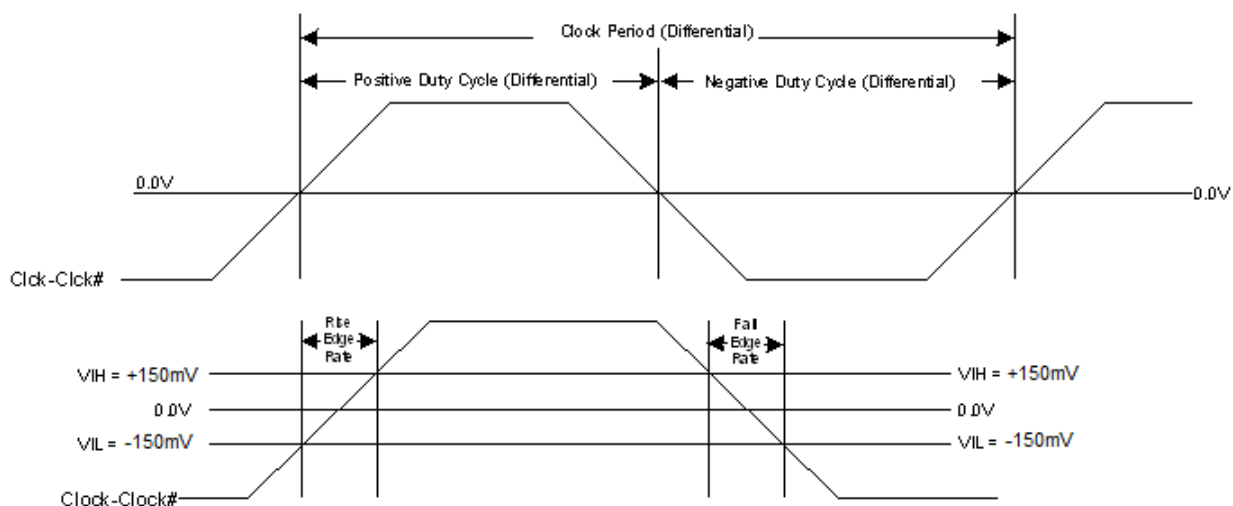 Clock Period (Differential)
Positive Duty Cycle (Differential)
Negative Duty Cycle (Differential)
0.0V
0.0V
Clck-Clck#
Rise
Edge
Rate
Fall
Edge
Rate
VIH = +150mV
VIH = +150mV
0.0V
0.0V
VIL = -150mV
VIL = -150mV
Clock-Clock#